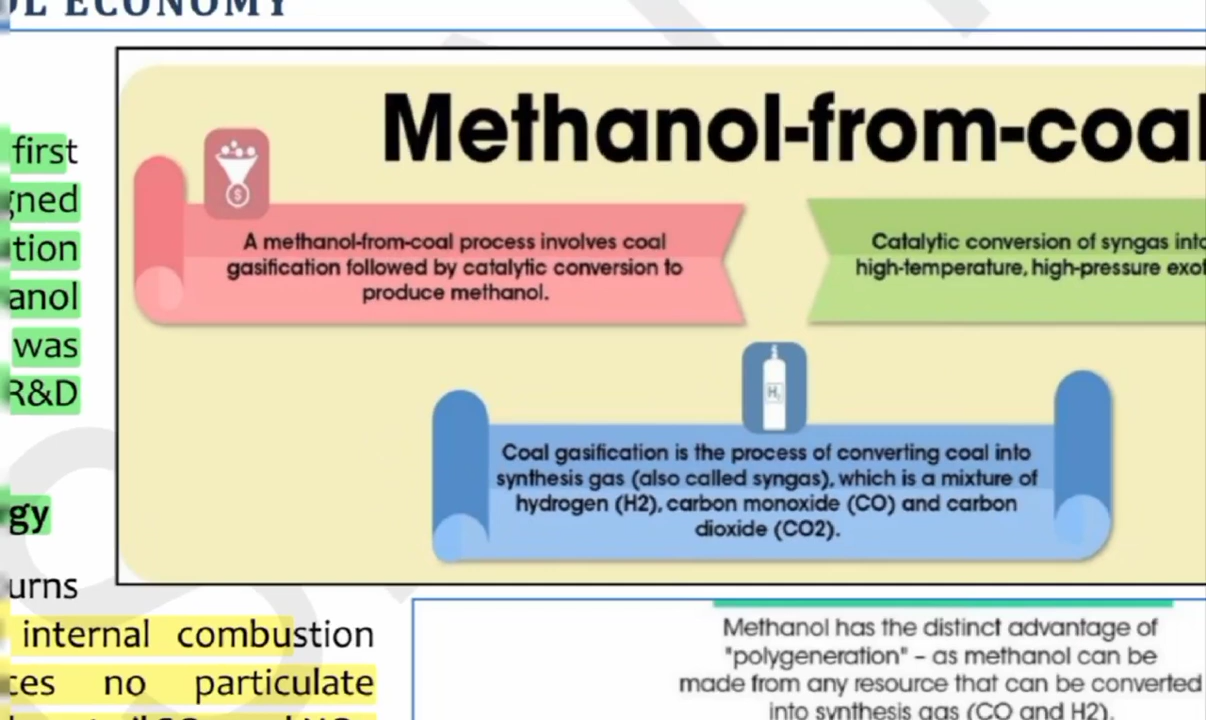 ECONOMY
first
tion
anol
was
R&D
gy
urns
internal combustion
no particulate
Methanol-from-coal
A methanol-from-coal process involves coal
gasification followed by catalytic conversion to
produce methanol.
Catalytic conversion of syngas into
high-temperature, high-pressure exot
H2
Coal gasification is the process of converting coal into
synthesis gas (also called syngas), which is a mixture of
hydrogen (H2), carbon monoxide (CO) and carbon
dioxide (CO2).
Methanol has the distinct advantage of
"polygeneration" – as methanol can be
made from any resource that can be converted
into synthesis gas (CO and H2).